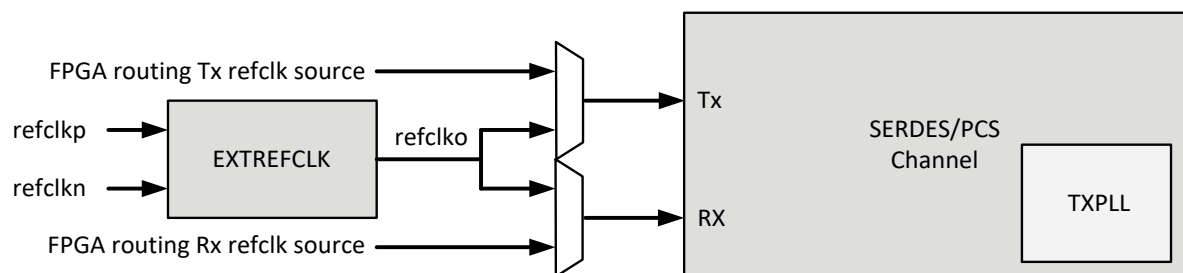 FPGA routing Tx refclk source
refclkp
refclkn
EXTREFCLK
refclko
FPGA routing Rx refclk source
Tx
RX
SERDES/PCS
Channel
TXPLL